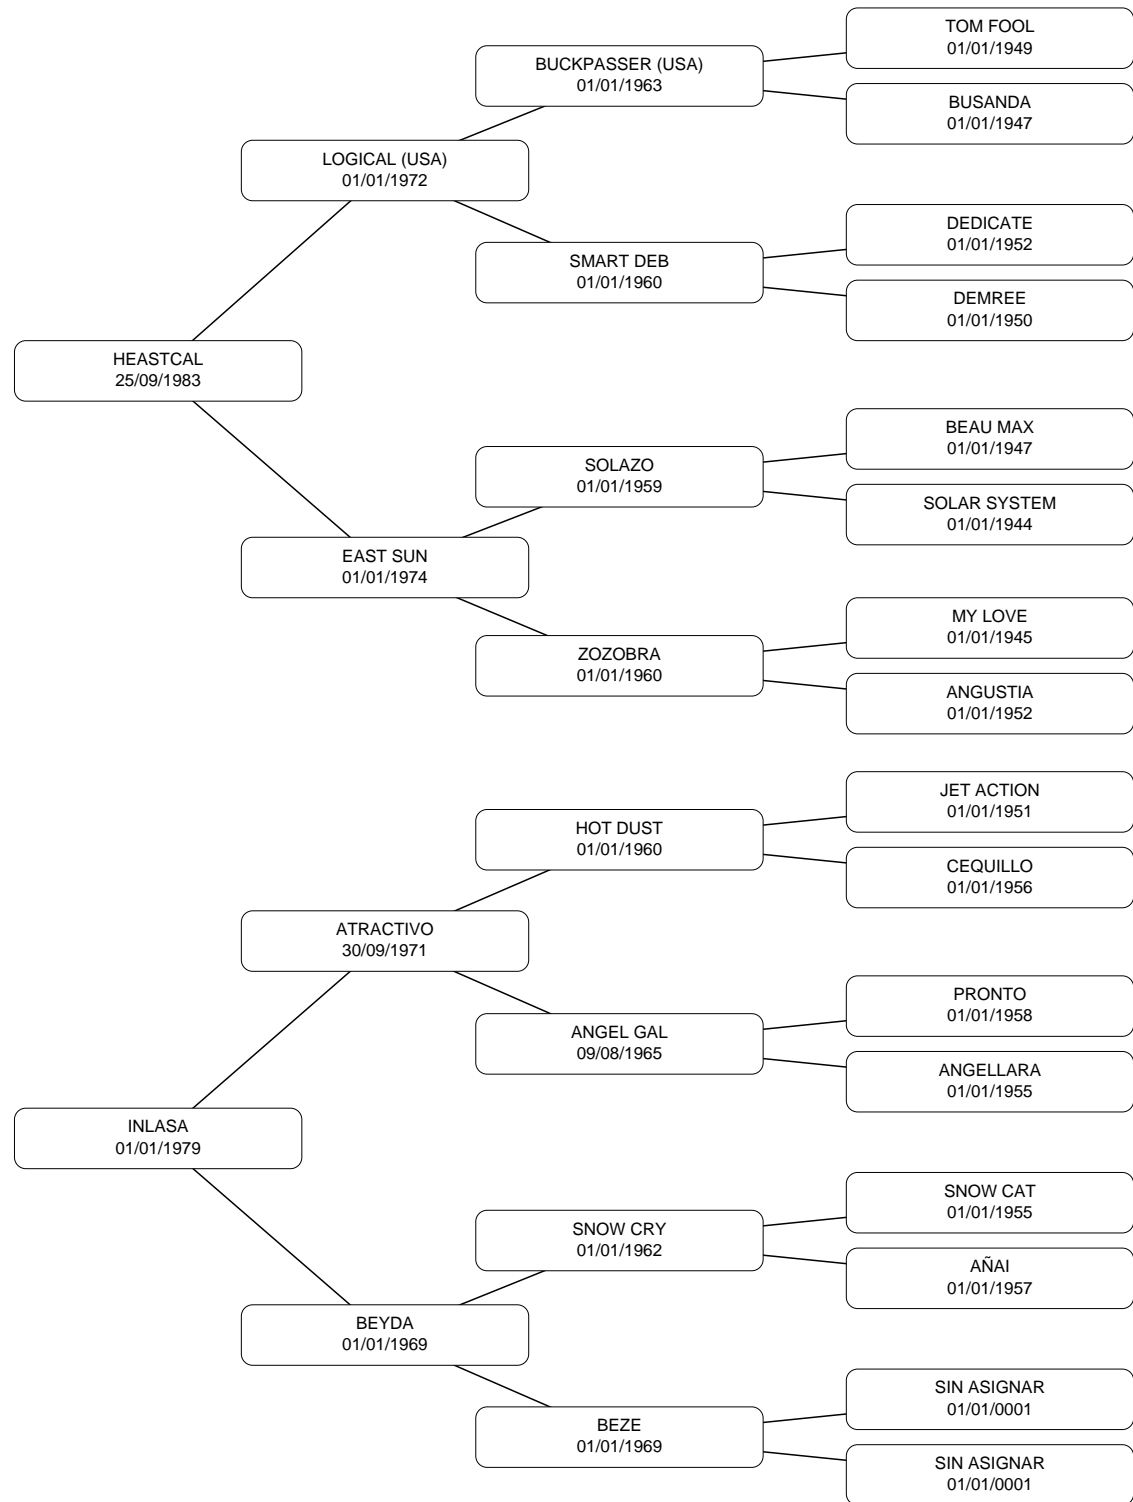 TOM FOOL
01/01/1949
BUCKPASSER (USA)
01/01/1963
BUSANDA
01/01/1947
LOGICAL (USA)
01/01/1972
DEDICATE
01/01/1952
SMART DEB
01/01/1960
DEMREE
01/01/1950
HEASTCAL
25/09/1983
BEAU MAX
01/01/1947
SOLAZO
01/01/1959
SOLAR SYSTEM
01/01/1944
EAST SUN
01/01/1974
MY LOVE
01/01/1945
ZOZOBRA
01/01/1960
ANGUSTIA
01/01/1952
JET ACTION
01/01/1951
HOT DUST
01/01/1960
CEQUILLO
01/01/1956
ATRACTIVO
30/09/1971
PRONTO
01/01/1958
ANGEL GAL
09/08/1965
ANGELLARA
01/01/1955
INLASA
01/01/1979
SNOW CAT
01/01/1955
SNOW CRY
01/01/1962
AÑAI
01/01/1957
BEYDA
01/01/1969
SIN ASIGNAR
01/01/0001
BEZE
01/01/1969
SIN ASIGNAR
01/01/0001